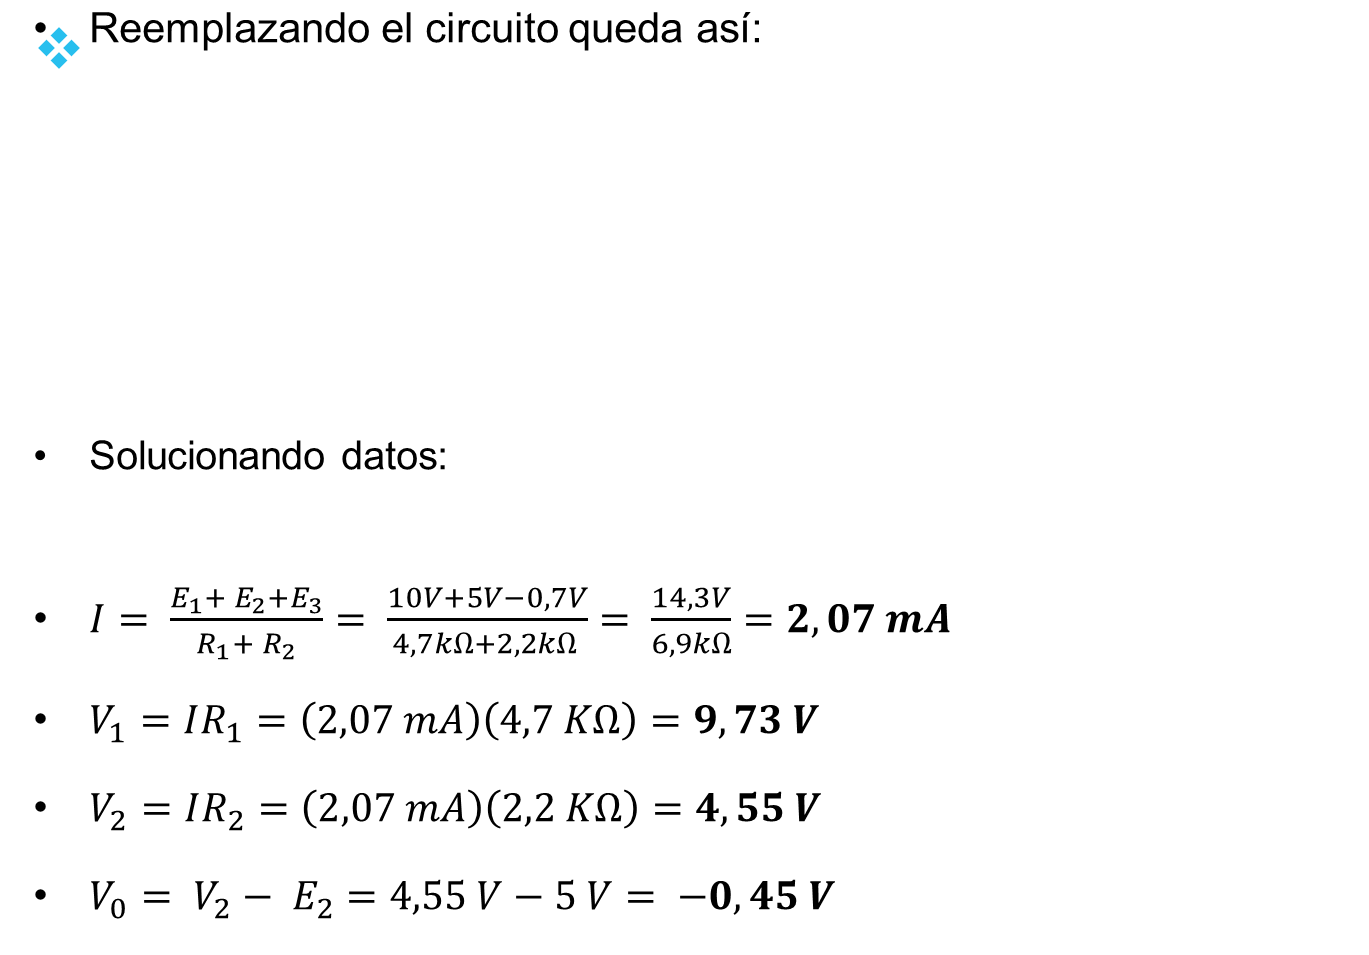 • Reemplazando el circuito queda así:
• Solucionando datos:
• I = (E₁+ E₂+E₃)/(R₁+ R₂) = (10V+5V−0,7V)/(4,7kΩ+2,2kΩ) = 14,3V/6,9kΩ = 2,07 mA
• V₁ = IR₁ = (2,07 mA)(4,7 KΩ) = 9,73 V
• V₂ = IR₂ = (2,07 mA)(2,2 KΩ) = 4,55 V
• V₀ = V₂ − E₂ = 4,55 V − 5 V = −0,45 V